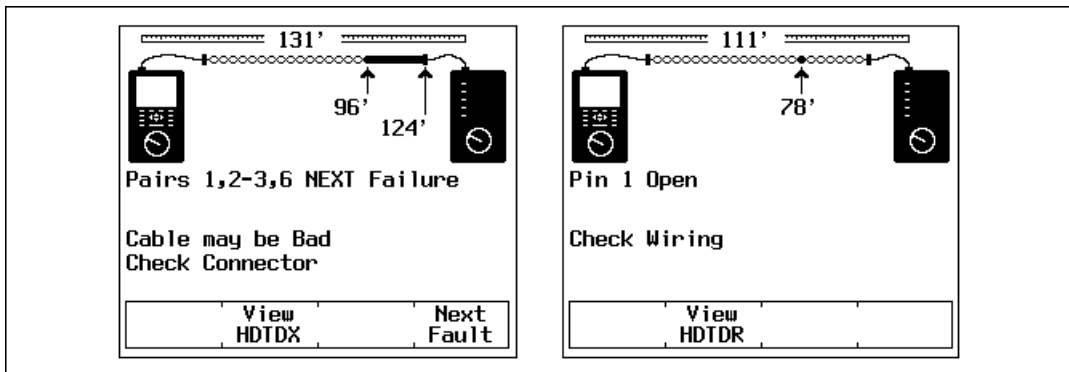 131’
96’
124’
Pairs 1,2-3,6 NEXT Failure
Cable may be Bad
Check Connector
View HDTDX
Next Fault
111’
78’
Pin 1 Open
Check Wiring
View HDTDR